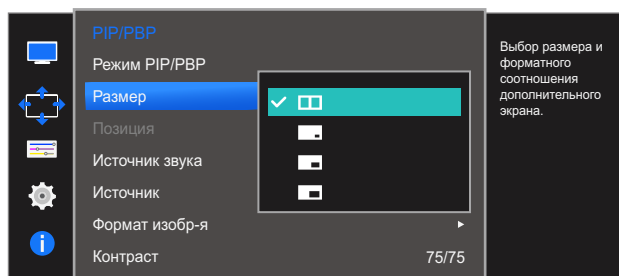 PIP/PBP
Режим PIP/PBP
Размер
Позиция
Источник звука
Источник
Формат изобр-я
Контраст 75/75
Выбор размера и
форматного
соотношения
дополнительного
экрана.